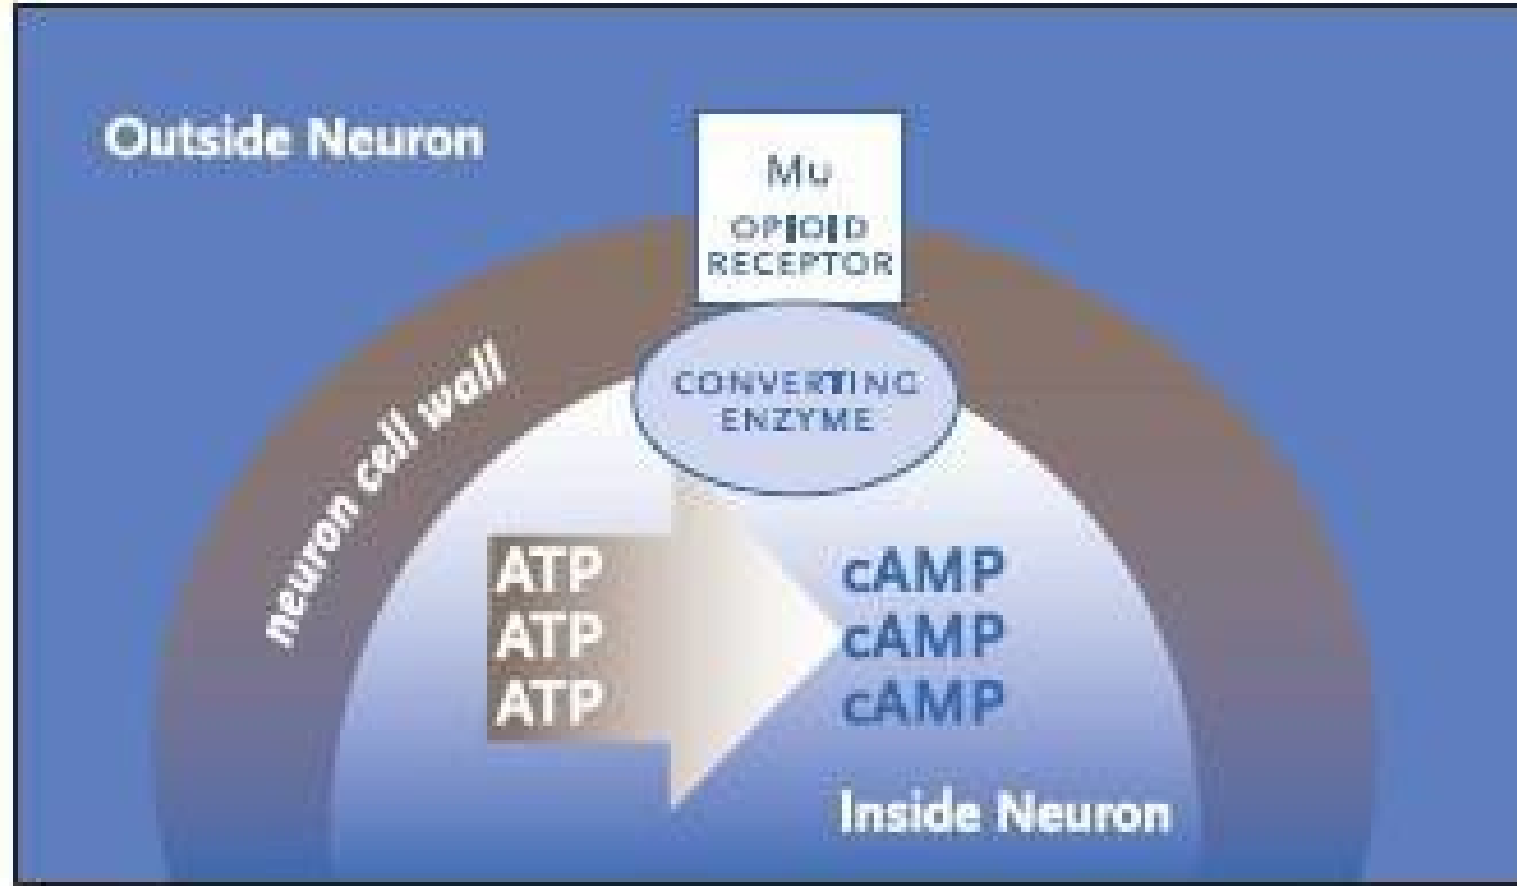 Outside Neuron
Mu
OPIOID
RECEPTOR
CONVERTING
ENZYME
neuron cell wall
ATP
ATP
ATP
cAMP
cAMP
cAMP
Inside Neuron